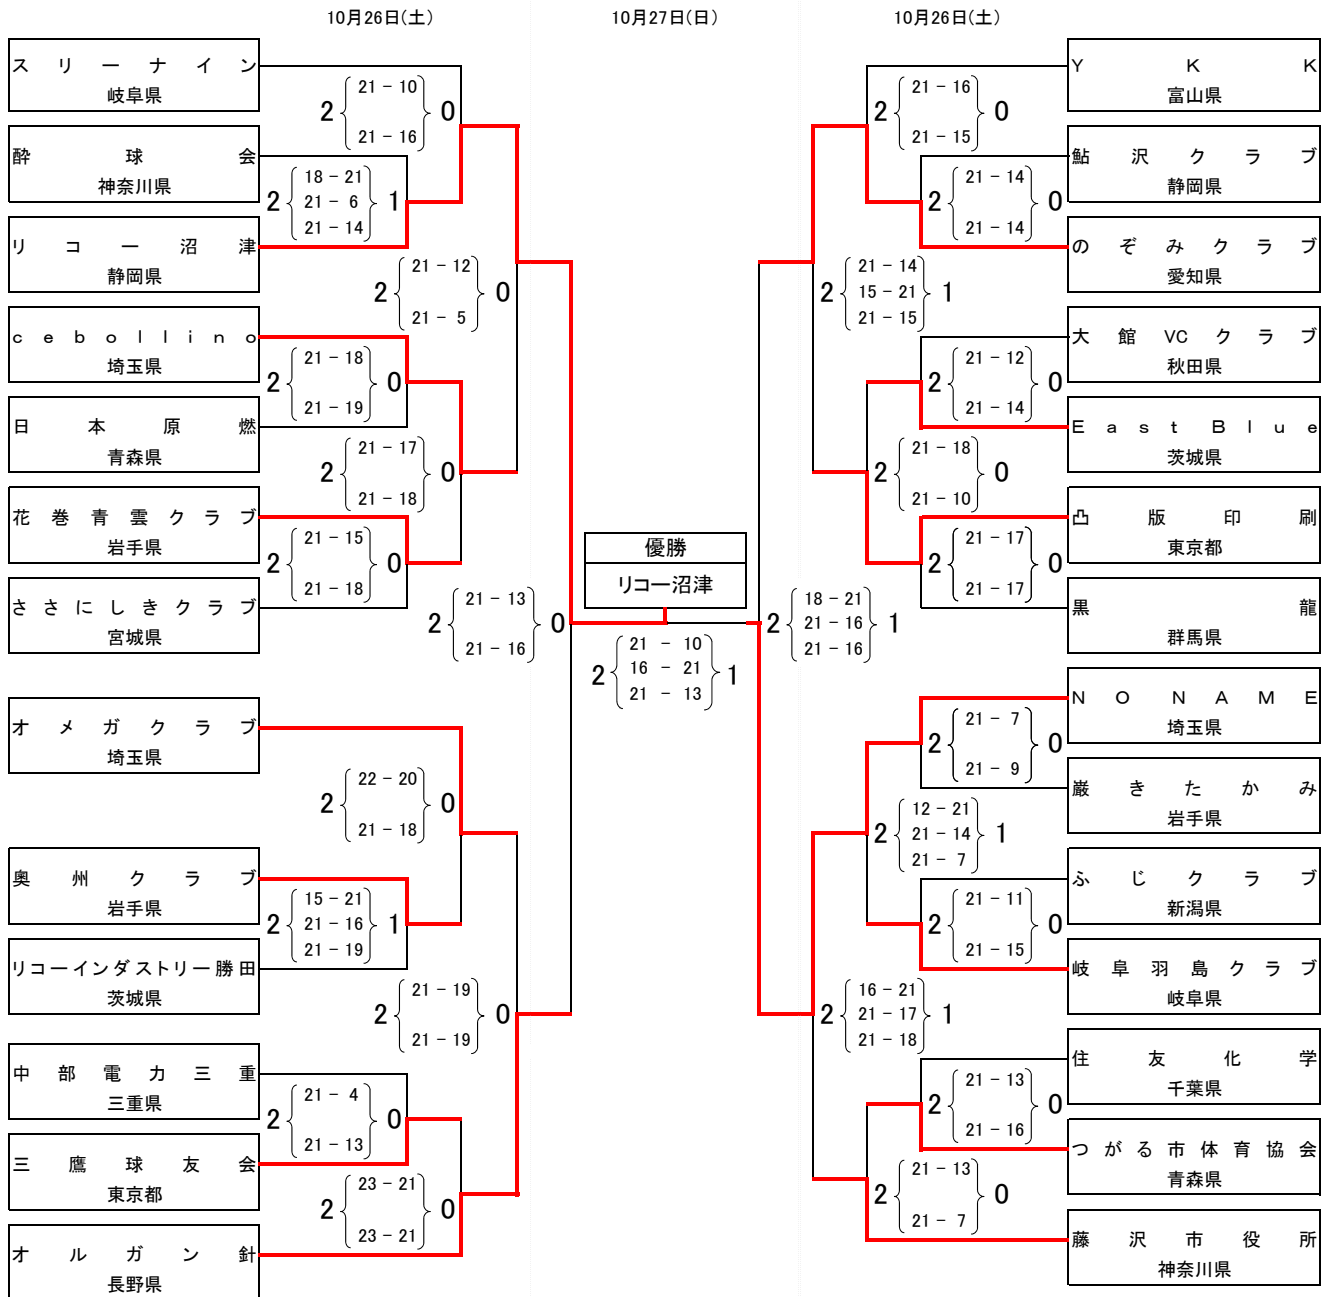 10月26日(土)
10月27日(日)
10月26日(土)
スリーナイン
岐阜県
2 21 - 10 0
21 - 16
酔球会
神奈川県
18 - 21
2 21 - 6 1
21 - 14
リコー沼津
静岡県
21 - 12
2 0
21 - 5
cebollino
埼玉県
21 - 18
2 0
21 - 19
日本原燃
青森県
21 - 17
2 0
21 - 18
花巻青雲クラブ
岩手県
21 - 15
2 0
21 - 18
ささにしきクラブ
宮城県
21 - 13
2 0
21 - 16
オメガクラブ
埼玉県
22 - 20
2 0
21 - 18
奥州クラブ
岩手県
15 - 21
2 21 - 16 1
21 - 19
リコーインダストリー勝田
茨城県
21 - 19
2 0
21 - 19
中部電力三重
三重県
21 - 4
2 0
21 - 13
三鷹球友会
東京都
23 - 21
2 0
23 - 21
オルガン針
長野県
優勝
リコー沼津
21 - 10
2 16 - 21 1
21 - 13
YKK
富山県
21 - 16
2 0
21 - 15
鮎沢クラブ
静岡県
21 - 14
2 0
21 - 14
のぞみクラブ
愛知県
21 - 14
2 15 - 21 1
21 - 15
大館VCクラブ
秋田県
21 - 12
2 0
21 - 14
East Blue
茨城県
21 - 18
2 0
21 - 10
凸版印刷
東京都
21 - 17
2 0
21 - 17
黒龍
群馬県
18 - 21
2 21 - 16 1
21 - 16
NO NAME
埼玉県
21 - 7
2 0
21 - 9
巌きたかみ
岩手県
12 - 21
2 21 - 14 1
21 - 7
ふじクラブ
新潟県
21 - 11
2 0
21 - 15
岐阜羽島クラブ
岐阜県
16 - 21
2 21 - 17 1
21 - 18
住友化学
千葉県
21 - 13
2 0
21 - 16
つがる市体育協会
青森県
21 - 13
2 0
21 - 7
藤沢市役所
神奈川県